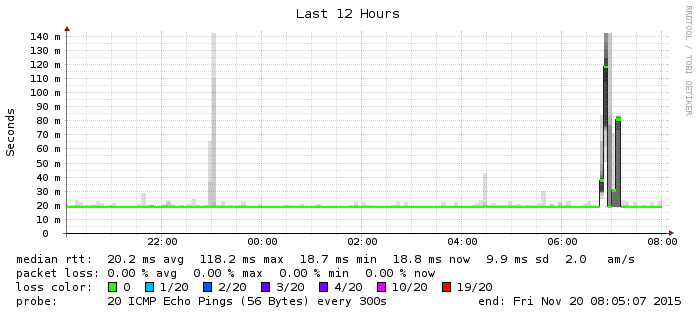 Last 12 Hours
RRDTOOL / TOBI OETIKER
Seconds
140 m
130 m
120 m
110 m
100 m
90 m
80 m
70 m
60 m
50 m
40 m
30 m
20 m
10 m
0
22:00 00:00 02:00 04:00 06:00 08:00
median rtt: 20.2 ms avg 118.2 ms max 18.7 ms min 18.8 ms now 9.9 ms sd 2.0 am/s
packet loss: 0.00 % avg 0.00 % max 0.00 % min 0.00 % now
loss color: 0 1/20 2/20 3/20 4/20 10/20 19/20
probe: 20 ICMP Echo Pings (56 Bytes) every 300s end: Fri Nov 20 08:05:07 2015